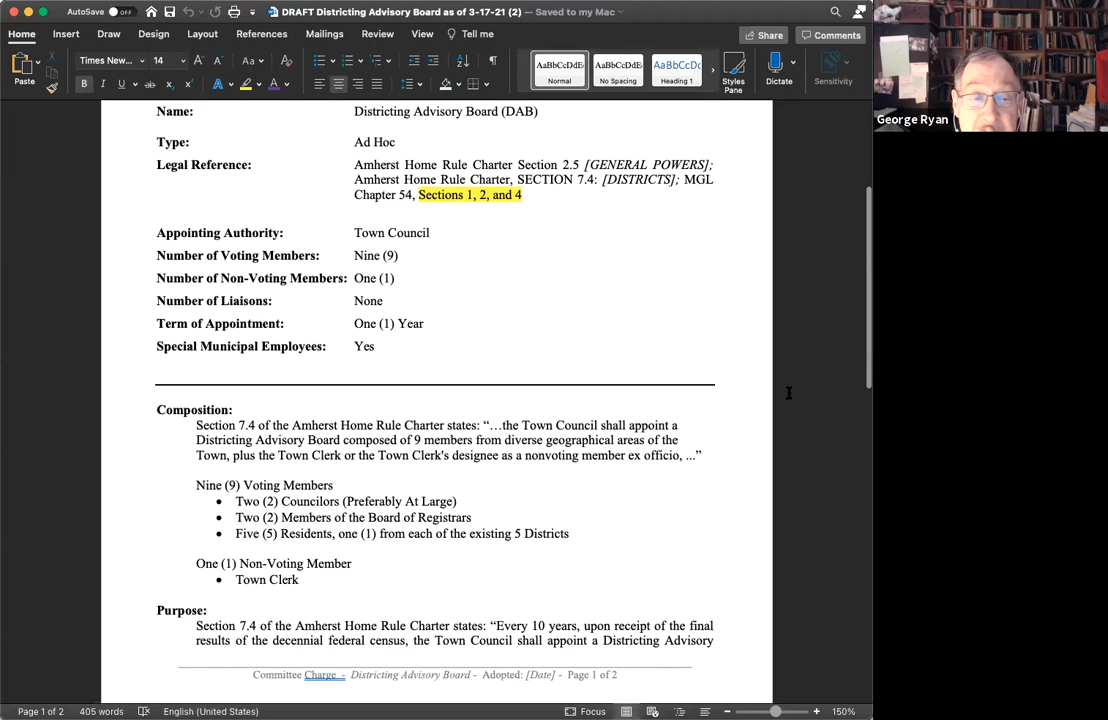 AutoSave OFF DRAFT Districting Advisory Board as of 3-17-21 (2) — Saved to my Mac
Home Insert Draw Design Layout References Mailings Review View Tell me Share Comments
Paste Times New... 14 Aa AaBbCcDdE AaBbCcDdE AaBbCcDc Styles Pane Dictate Sensitivity
Normal No Spacing Heading 1
George Ryan
Name: Districting Advisory Board (DAB)
Type: Ad Hoc
Legal Reference: Amherst Home Rule Charter Section 2.5 [GENERAL POWERS];
Amherst Home Rule Charter, SECTION 7.4: [DISTRICTS]; MGL
Chapter 54, Sections 1, 2, and 4
Appointing Authority: Town Council
Number of Voting Members: Nine (9)
Number of Non-Voting Members: One (1)
Number of Liaisons: None
Term of Appointment: One (1) Year
Special Municipal Employees: Yes
Composition:
Section 7.4 of the Amherst Home Rule Charter states: “…the Town Council shall appoint a
Districting Advisory Board composed of 9 members from diverse geographical areas of the
Town, plus the Town Clerk or the Town Clerk's designee as a nonvoting member ex officio, ...”
Nine (9) Voting Members
• Two (2) Councilors (Preferably At Large)
• Two (2) Members of the Board of Registrars
• Five (5) Residents, one (1) from each of the existing 5 Districts
One (1) Non-Voting Member
• Town Clerk
Purpose:
Section 7.4 of the Amherst Home Rule Charter states: “Every 10 years, upon receipt of the final
results of the decennial federal census, the Town Council shall appoint a Districting Advisory
Committee Charge - Districting Advisory Board - Adopted: [Date] - Page 1 of 2
Page 1 of 2 405 words English (United States) Focus 150%